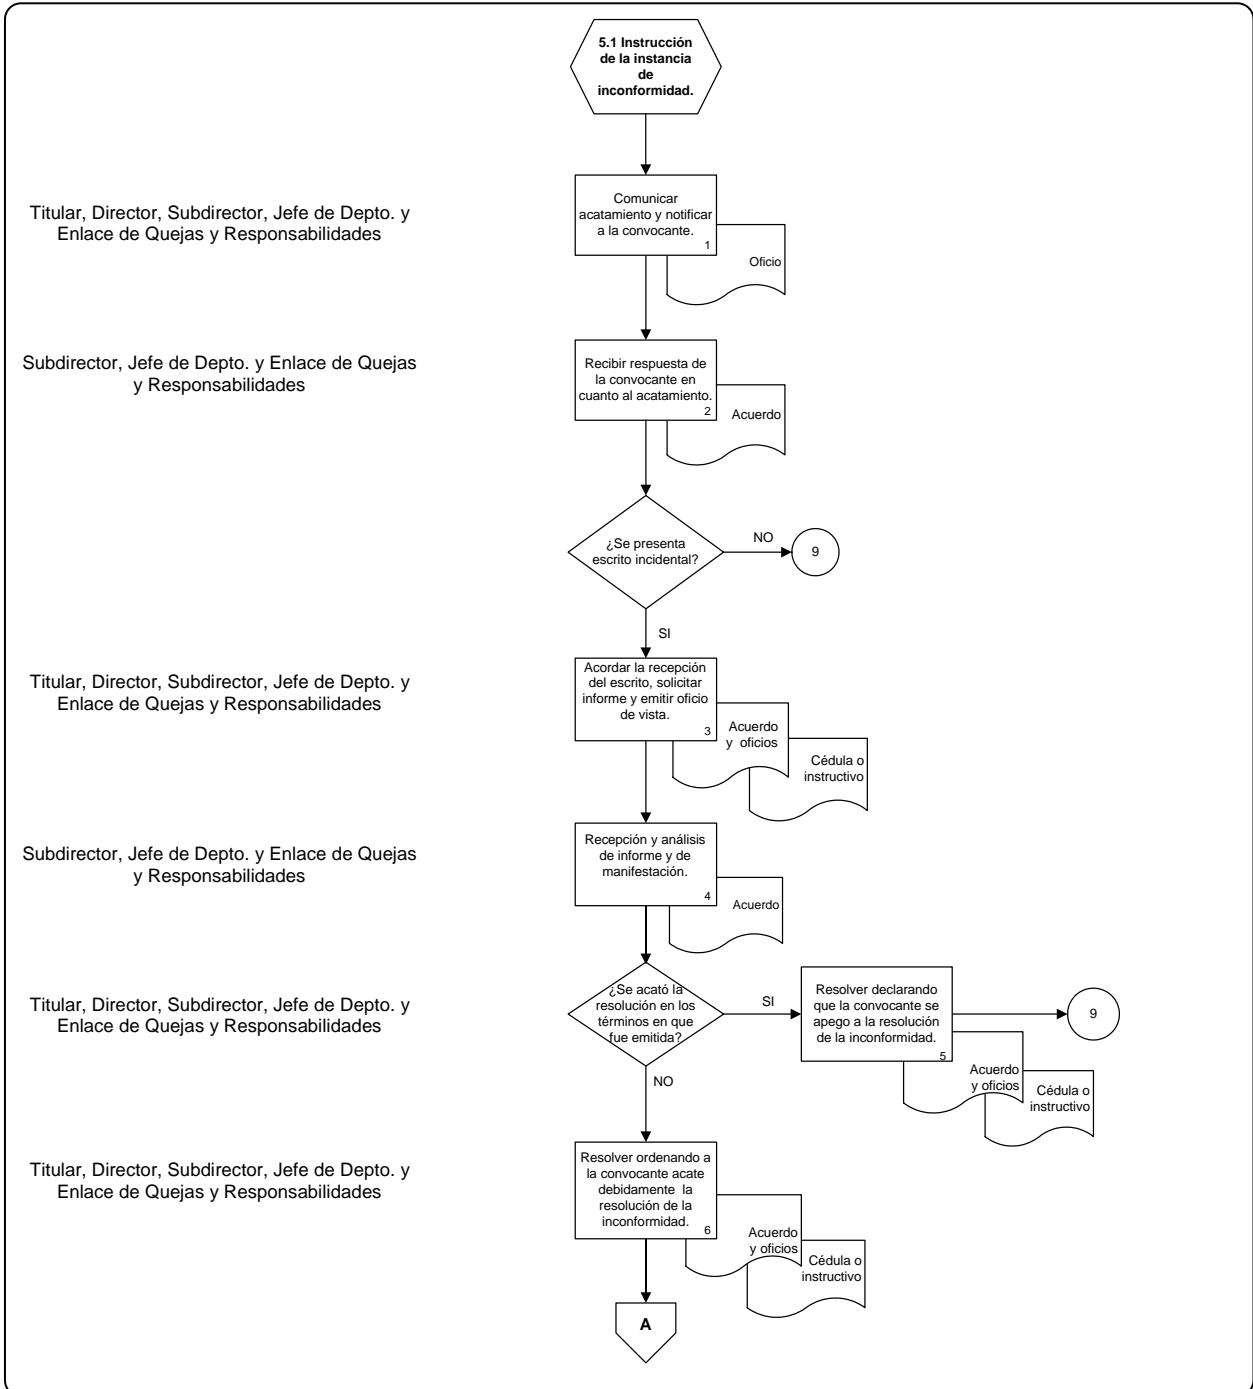 5.1 Instrucción
de la instancia
de
inconformidad.
Titular, Director, Subdirector, Jefe de Depto. y
Enlace de Quejas y Responsabilidades
Comunicar
acatamiento y notificar
a la convocante.
1
Oficio
Subdirector, Jefe de Depto. y Enlace de Quejas
y Responsabilidades
Recibir respuesta de
la convocante en
cuanto al acatamiento.
2
Acuerdo
¿Se presenta
escrito incidental?
NO
9
SI
Titular, Director, Subdirector, Jefe de Depto. y
Enlace de Quejas y Responsabilidades
Acordar la recepción
del escrito, solicitar
informe y emitir oficio
de vista.
3
Acuerdo
y oficios
Cédula o
instructivo
Subdirector, Jefe de Depto. y Enlace de Quejas
y Responsabilidades
Recepción y análisis
de informe y de
manifestación.
4
Acuerdo
Titular, Director, Subdirector, Jefe de Depto. y
Enlace de Quejas y Responsabilidades
¿Se acató la
resolución en los
términos en que
fue emitida?
SI
Resolver declarando
que la convocante se
apego a la resolución
de la inconformidad.
5
9
Acuerdo
y oficios
Cédula o
instructivo
NO
Titular, Director, Subdirector, Jefe de Depto. y
Enlace de Quejas y Responsabilidades
Resolver ordenando a
la convocante acate
debidamente la
resolución de la
inconformidad.
6
Acuerdo
y oficios
Cédula o
instructivo
A